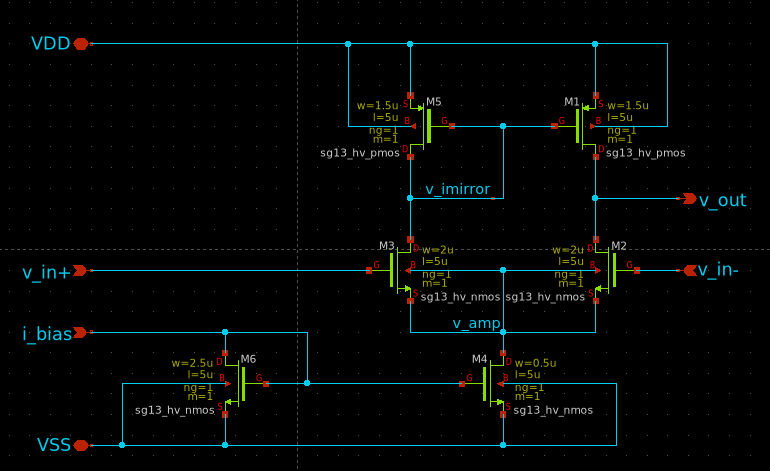 VDD
S M5 M1 S
w=1.5u w=1.5u
l=5u B G G B l=5u
ng=1 ng=1
m=1 m=1
sg13_hv_pmos D D sg13_hv_pmos
v_imirror v_out
M3 D w=2u w=2u D M2
l=5u l=5u
v_in+ G B ng=1 ng=1 B G v_in-
m=1 m=1
S sg13_hv_nmos sg13_hv_nmos S
v_amp
i_bias
w=2.5u D M6 M4 D w=0.5u
l=5u l=5u
ng=1 B G G B ng=1
m=1 m=1
sg13_hv_nmos S S sg13_hv_nmos
VSS